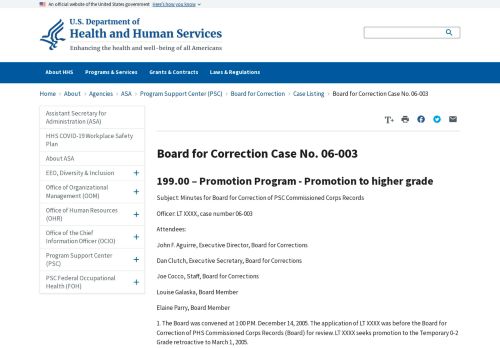 An official website of the United States government Here's how you know
U.S. Department of
Health and Human Services
Enhancing the health and well-being of all Americans
About HHS Programs & Services Grants & Contracts Laws & Regulations
Home › About › Agencies › ASA › Program Support Center (PSC) › Board for Correction › Case Listing › Board for Correction Case No. 06-003
Assistant Secretary for
Administration (ASA)
HHS COVID-19 Workplace Safety
Plan
About ASA
EEO, Diversity & Inclusion +
Office of Organizational
Management (OOM) +
Office of Human Resources
(OHR) +
Office of the Chief
Information Officer (OCIO) +
Program Support Center
(PSC) +
PSC Federal Occupational
Health (FOH) +
T+
Board for Correction Case No. 06-003
199.00 – Promotion Program - Promotion to higher grade
Subject: Minutes for Board for Correction of PSC Commissioned Corps Records
Officer: LT XXXX, case number 06-003
Attendees:
John F. Aguirre, Executive Director, Board for Corrections
Dan Clutch, Executive Secretary, Board for Corrections
Joe Cocco, Staff, Board for Corrections
Louise Galaska, Board Member
Elaine Parry, Board Member
1. The Board was convened at 1:00 P.M. December 14, 2005. The application of LT XXXX was before the Board for
Correction of PHS Commissioned Corps Records (Board) for review. LT XXXX seeks promotion to the Temporary 0-2
Grade retroactive to March 1, 2005.